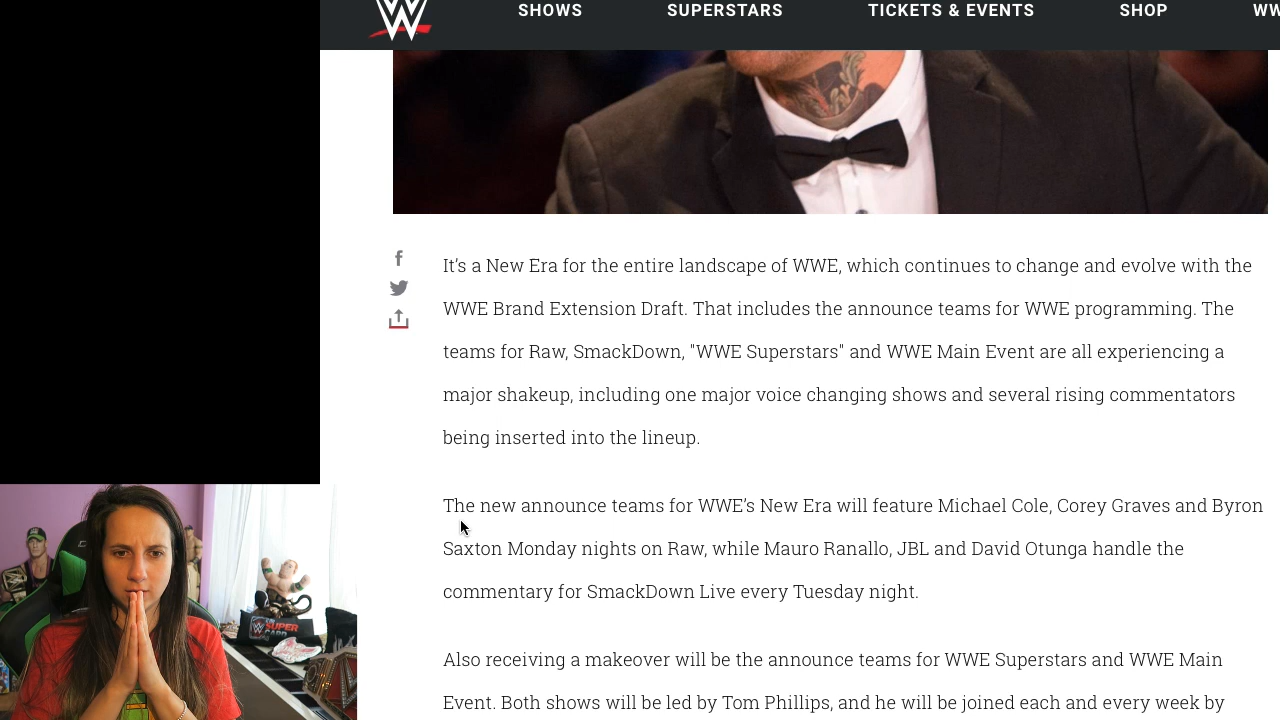 SHOWS SUPERSTARS TICKETS & EVENTS SHOP WW
It's a New Era for the entire landscape of WWE, which continues to change and evolve with the
WWE Brand Extension Draft. That includes the announce teams for WWE programming. The
teams for Raw, SmackDown, "WWE Superstars" and WWE Main Event are all experiencing a
major shakeup, including one major voice changing shows and several rising commentators
being inserted into the lineup.
The new announce teams for WWE’s New Era will feature Michael Cole, Corey Graves and Byron
Saxton Monday nights on Raw, while Mauro Ranallo, JBL and David Otunga handle the
commentary for SmackDown Live every Tuesday night.
Also receiving a makeover will be the announce teams for WWE Superstars and WWE Main
Event. Both shows will be led by Tom Phillips, and he will be joined each and every week by
SUPER
CARD